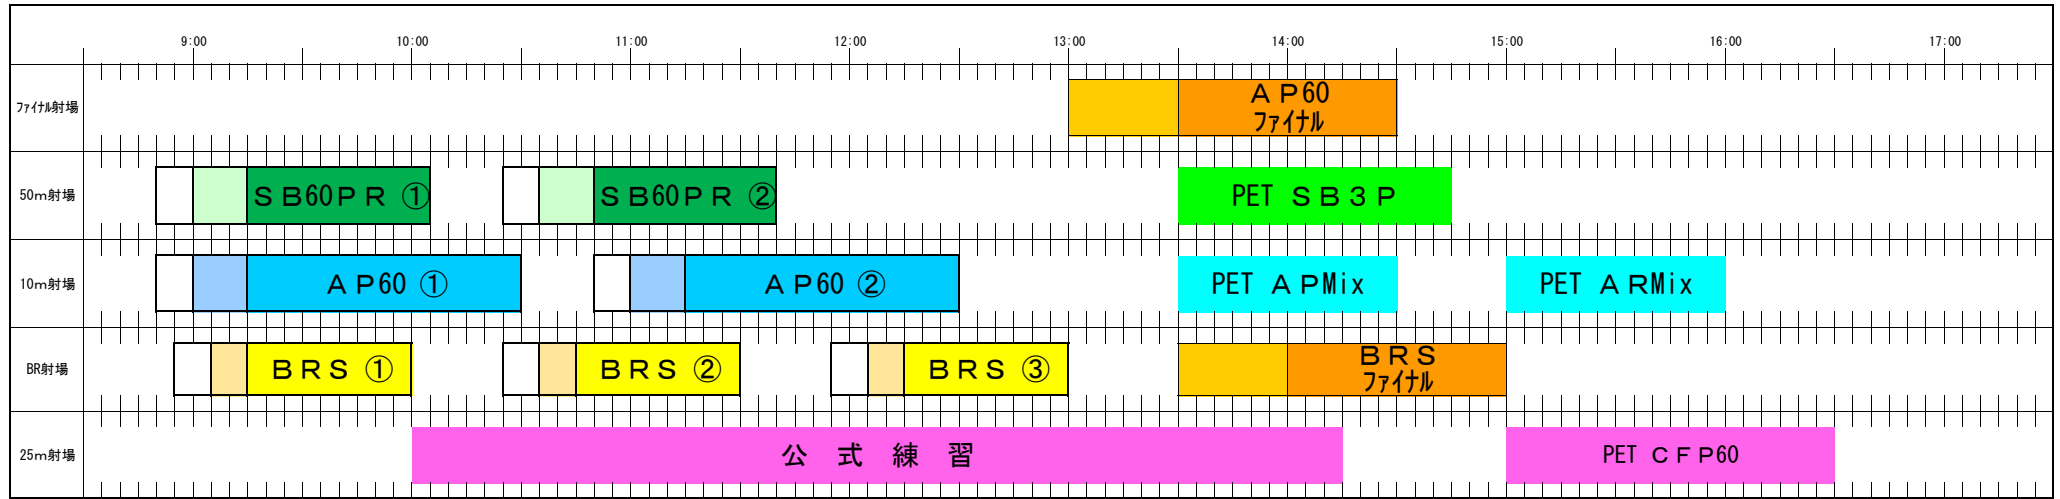 9:00 10:00 11:00 12:00 13:00 14:00 15:00 16:00 17:00
ファイナル射場
ＡＰ60
ファイナル
50ｍ射場
ＳＢ60ＰＲ ①
ＳＢ60ＰＲ ②
PET ＳＢ３Ｐ
10ｍ射場
ＡＰ60 ①
ＡＰ60 ②
PET ＡＰMix
PET ＡＲMix
BR射場
ＢＲＳ ①
ＢＲＳ ②
ＢＲＳ ③
ＢＲＳ
ファイナル
25ｍ射場
公 式 練 習
PET ＣＦＰ60